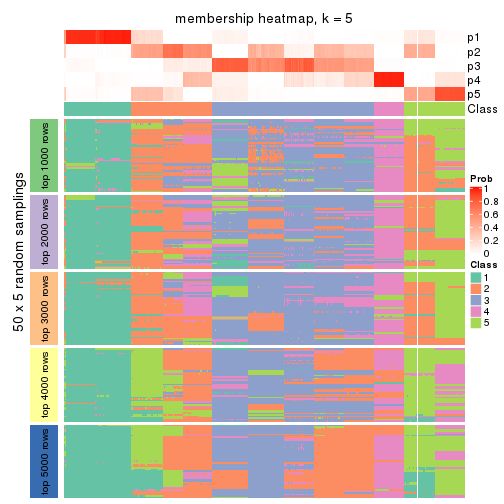 membership heatmap, k = 5
p1
p2
p3
p4
p5
Class
50 x 5 random samplings
top 1000 rows
top 2000 rows
top 3000 rows
top 4000 rows
top 5000 rows
Prob
1
0.8
0.6
0.4
0.2
0
Class
1
2
3
4
5